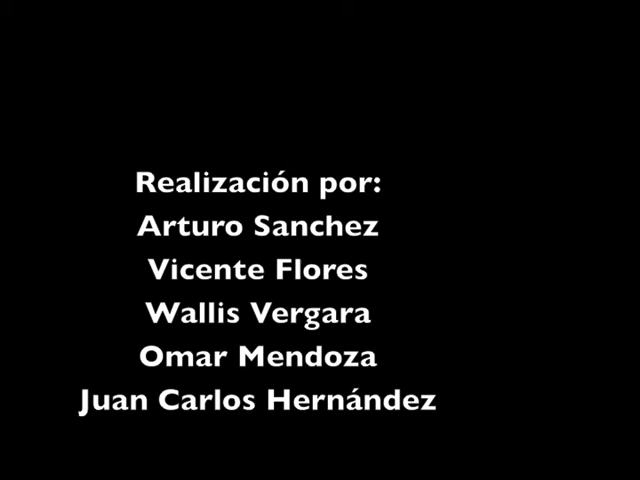 Realización por:
Arturo Sanchez
Vicente Flores
Wallis Vergara
Omar Mendoza
Juan Carlos Hernández